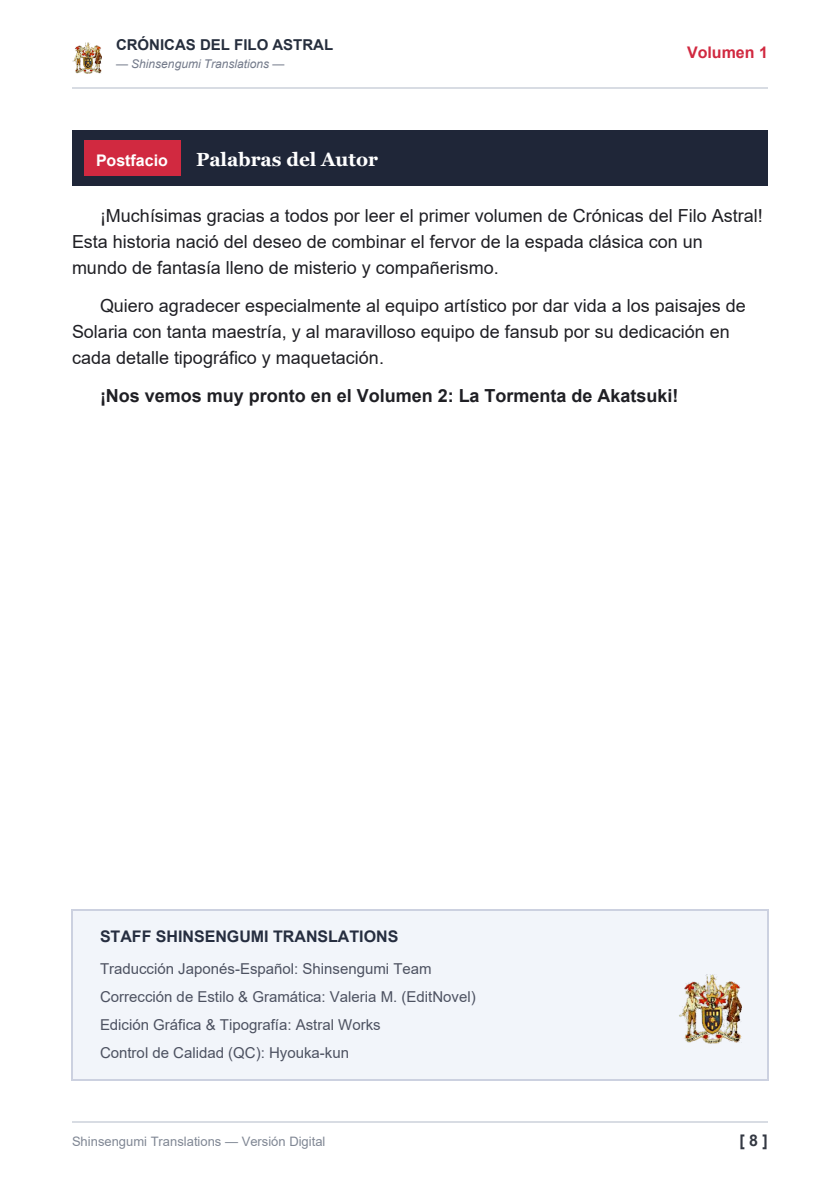 CRÓNICAS DEL FILO ASTRAL
— Shinsengumi Translations —
Volumen 1
Postfacio
Palabras del Autor
¡Muchísimas gracias a todos por leer el primer volumen de Crónicas del Filo Astral!
Esta historia nació del deseo de combinar el fervor de la espada clásica con un
mundo de fantasía lleno de misterio y compañerismo.
Quiero agradecer especialmente al equipo artístico por dar vida a los paisajes de
Solaria con tanta maestría, y al maravilloso equipo de fansub por su dedicación en
cada detalle tipográfico y maquetación.
¡Nos vemos muy pronto en el Volumen 2: La Tormenta de Akatsuki!
STAFF SHINSENGUMI TRANSLATIONS
Traducción Japonés-Español: Shinsengumi Team
Corrección de Estilo & Gramática: Valeria M. (EditNovel)
Edición Gráfica & Tipografía: Astral Works
Control de Calidad (QC): Hyouka-kun
Shinsengumi Translations — Versión Digital
[ 8 ]